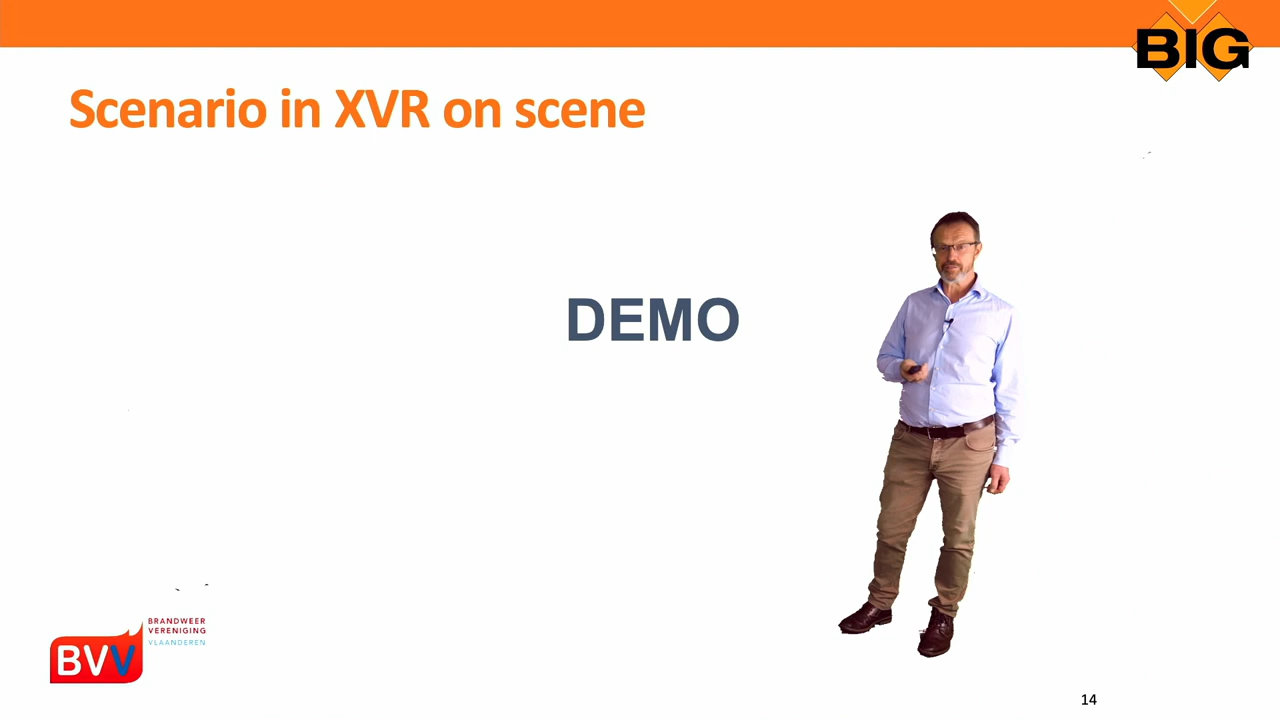 BIG
Scenario in XVR on scene
DEMO
BRANDWEER
VERENIGING
VLAANDEREN
BVV
14